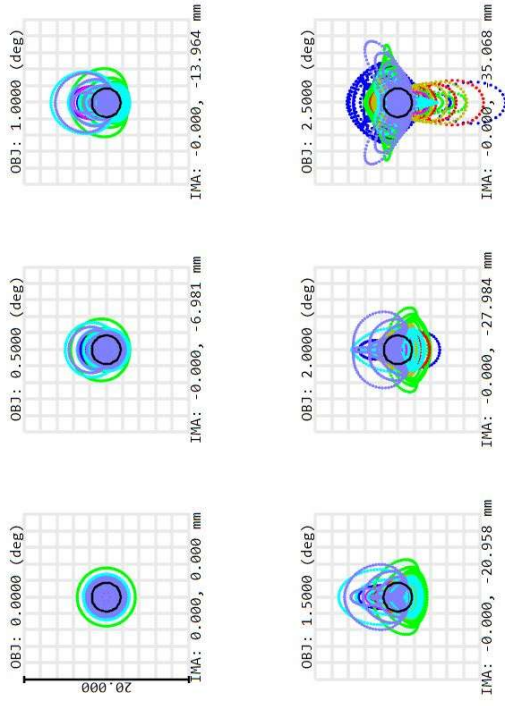 OBJ: 0.0000 (deg)
20.000
IMA: 0.000, 0.000 mm
OBJ: 0.5000 (deg)
IMA: -0.000, -6.981 mm
OBJ: 1.0000 (deg)
IMA: -0.000, -13.964 mm
OBJ: 1.5000 (deg)
IMA: -0.000, -20.958 mm
OBJ: 2.0000 (deg)
IMA: -0.000, -27.984 mm
OBJ: 2.5000 (deg)
IMA: -0.000, -35.068 mm